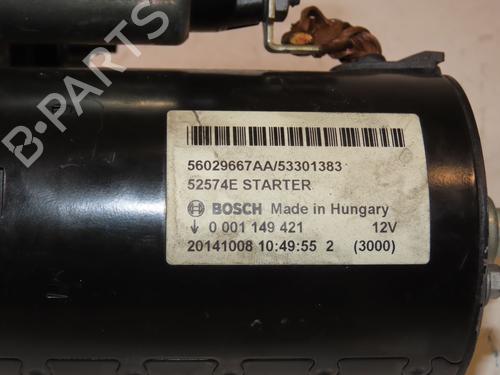 B-PARTS
56029667AA/53301383
52574E STARTER
BOSCH Made in Hungary
0 001 149 421 12V
20141008 10:49:55 2 (3000)